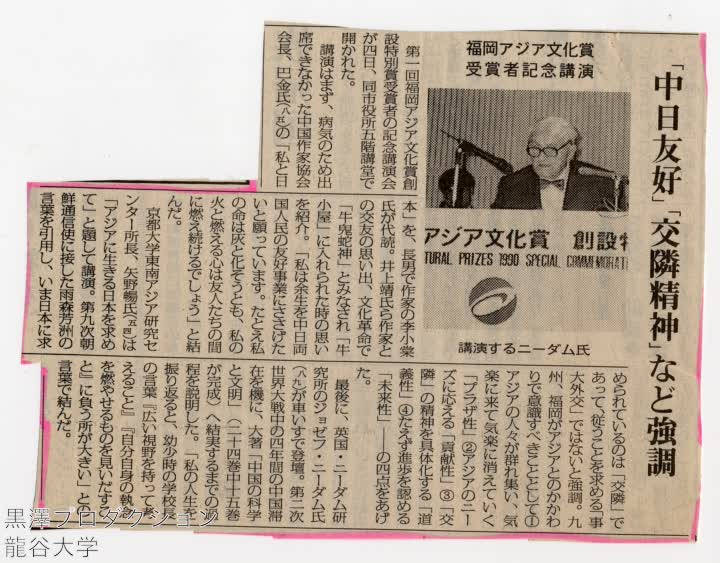 「中日友好」「交隣精神」など強調
福岡アジア文化賞
受賞者記念講演
第一回福岡アジア文化賞創
設特別賞受賞者の記念講演会
が四日、同市役所五階講堂で
開かれた。
講演はまず、病気のため出
席できなかった中国作家協会
会長、巴金氏(八五)の「私と日
本」を、長男で作家の李小棠
氏が代読。井上靖氏ら作家と
の交友の思い出、文化革命で
「牛鬼蛇神」とみなされ「牛
小屋」に入れられた時の思い
を紹介。「私は余生を中日両
国人民の友好事業にささげた
いと願っています。たとえ私
の命は灰と化そうとも、私の
火と燃える心は友人たちの間
に燃え続けるでしょう」と結
んだ。
京都大学東南アジア研究セ
ンター所長、矢野暢氏(五四)は
「アジアに生きる日本を求め
て」と題して講演。第九次朝
鮮通信使に接した雨森芳洲の
言葉を引用し、いま日本に求
められているのは「交隣」で
あって、従うことを求める「事
大外交」ではないと強調。九
州、福岡がアジアとのかかわ
りで意識すべきこととして①
アジアの人々が群れ集い、気
楽に来て気楽に消えていく
「プラザ性」②アジアのニー
ズに応える「貢献性」③「交
隣」の精神を具体化する「道
義性」④たえず進歩を認める
「未来性」――の四点をあげ
た。
最後に、英国・ニーダム研
究所のジョゼフ・ニーダム氏
(八九)が車いすで登壇。第二次
世界大戦中の四年間の中国滞
在を機に、大著「中国の科学
と文明」(二十四巻中十五巻
が完成)へ結実するまでの過
程を説明した。「私の人生を
振り返ると、幼少時の学校長
の言葉『広い視野を持って考
えること』『自分自身の執念
を燃やせるものを見いだすこ
と』に負う所が大きい」との
言葉で結んだ。
アジア文化賞 創設特
TURAL PRIZES 1990 SPECIAL COMMEMORAT
講演するニーダム氏
黒澤プロダクション
龍谷大学